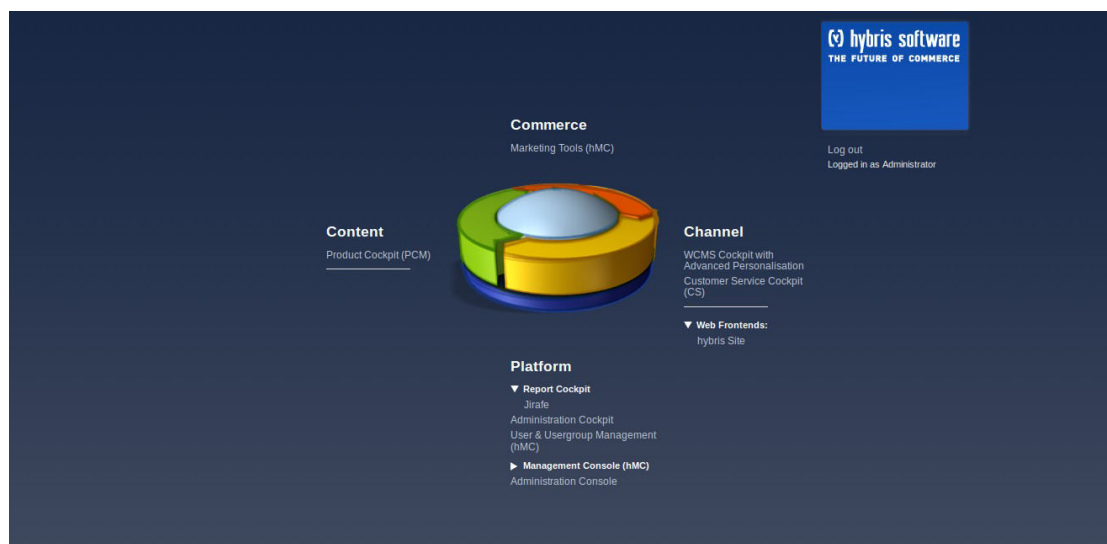 (v) hybris software
THE FUTURE OF COMMERCE
Log out
Logged in as Administrator
Commerce
Marketing Tools (hMC)
Content
Product Cockpit (PCM)
Channel
WCMS Cockpit with
Advanced Personalisation
Customer Service Cockpit
(CS)
Web Frontends:
hybris Site
Platform
Report Cockpit
Jirafe
Administration Cockpit
User & Usergroup Management
(hMC)
Management Console (hMC)
Administration Console